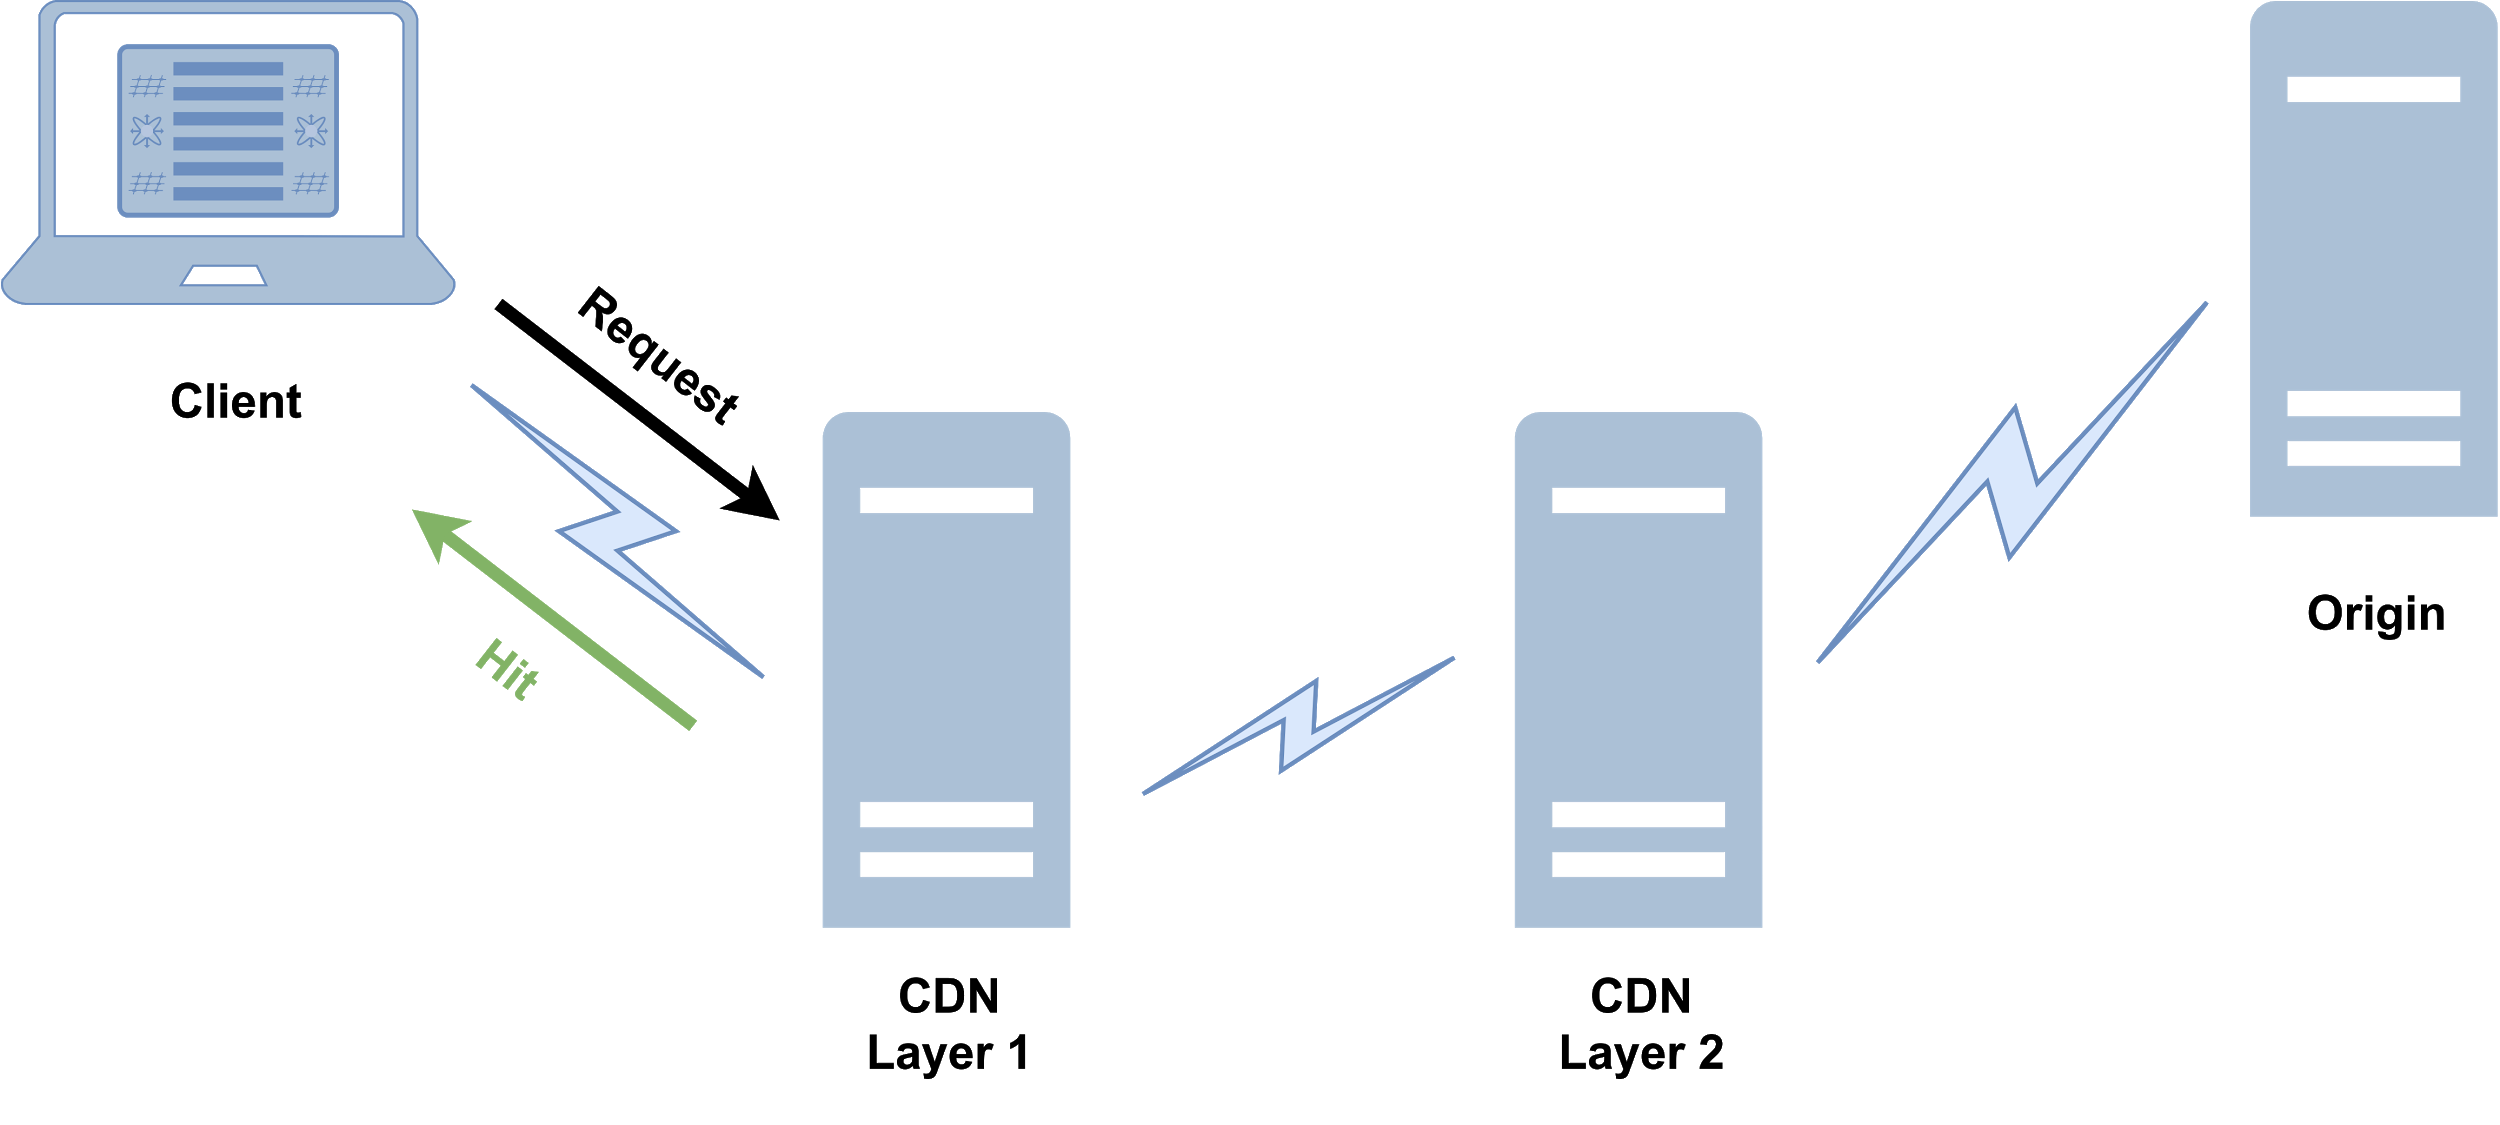 Request
Client
Hit
Origin
CDN
Layer 1
CDN
Layer 2